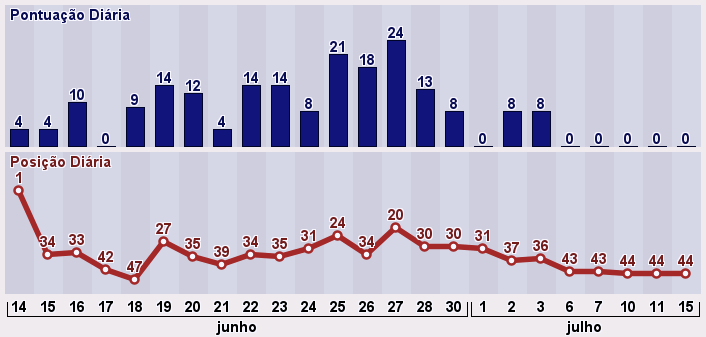 Pontuação Diária
4 4 10 0 9 14 12 4 14 14 8 21 18 24 13 8 0 8 8 0 0 0 0 0
Posição Diária
1 34 33 42 47 27 35 39 34 35 31 24 34 20 30 30 31 37 36 43 43 44 44 44
14 15 16 17 18 19 20 21 22 23 24 25 26 27 28 30 1 2 3 6 7 10 11 15
junho julho